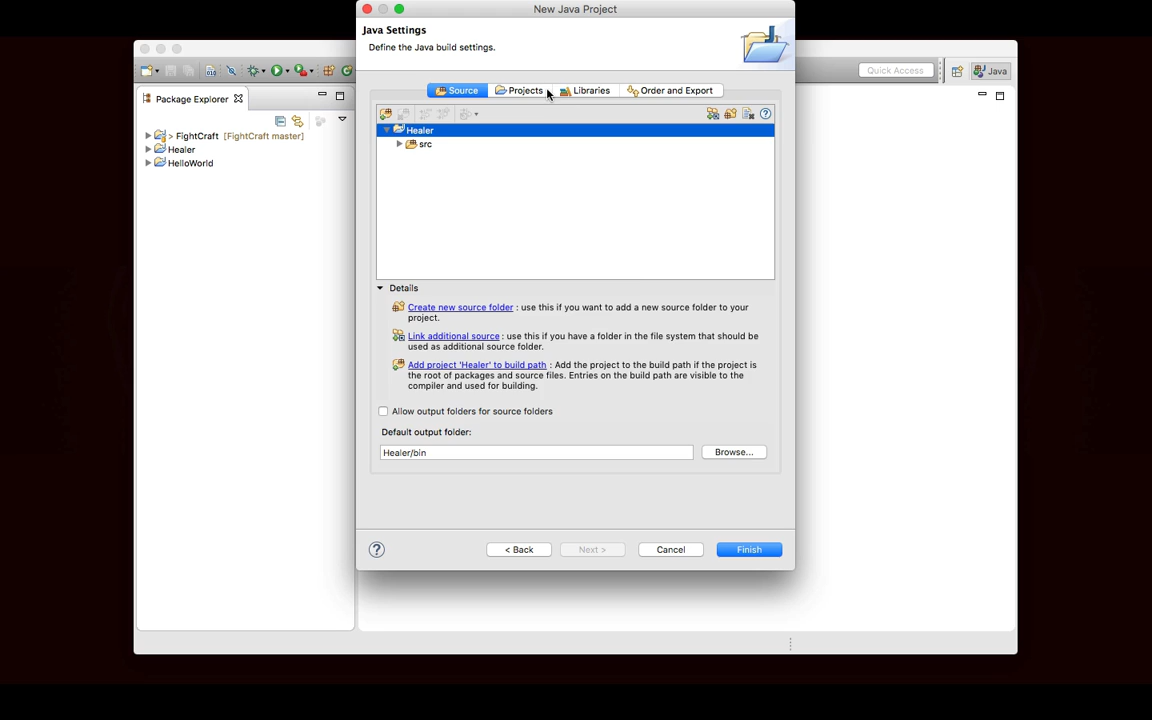 New Java Project
Java Settings
Define the Java build settings.
Quick Access
Java
Package Explorer
Source
Projects
Libraries
Order and Export
> FightCraft [FightCraft master]
Healer
HelloWorld
Healer
src
Details
Create new source folder : use this if you want to add a new source folder to your
project.
Link additional source : use this if you have a folder in the file system that should be
used as additional source folder.
Add project 'Healer' to build path : Add the project to the build path if the project is
the root of packages and source files. Entries on the build path are visible to the
compiler and used for building.
Allow output folders for source folders
Default output folder:
Healer/bin
Browse...
?
< Back
Next >
Cancel
Finish